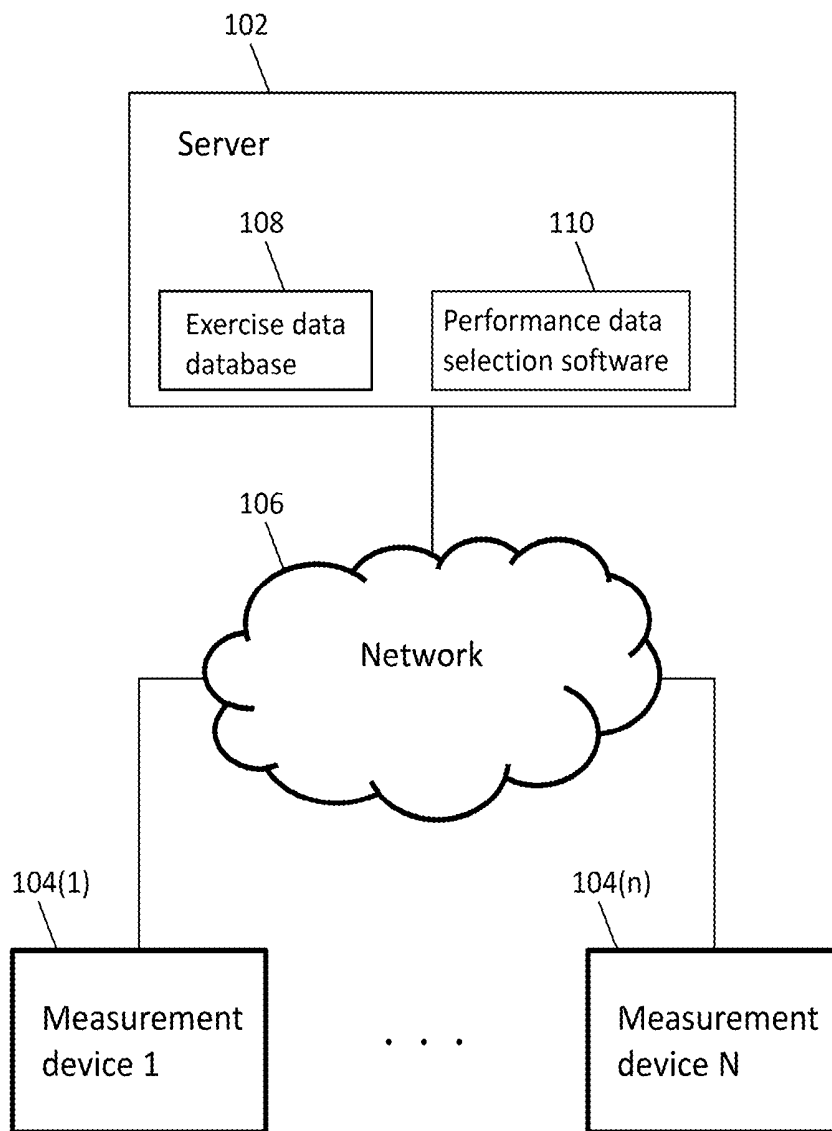 102
Server
108
110
Exercise data
database
Performance data
selection software
106
Network
104(1)
104(n)
Measurement
device 1
. . .
Measurement
device N